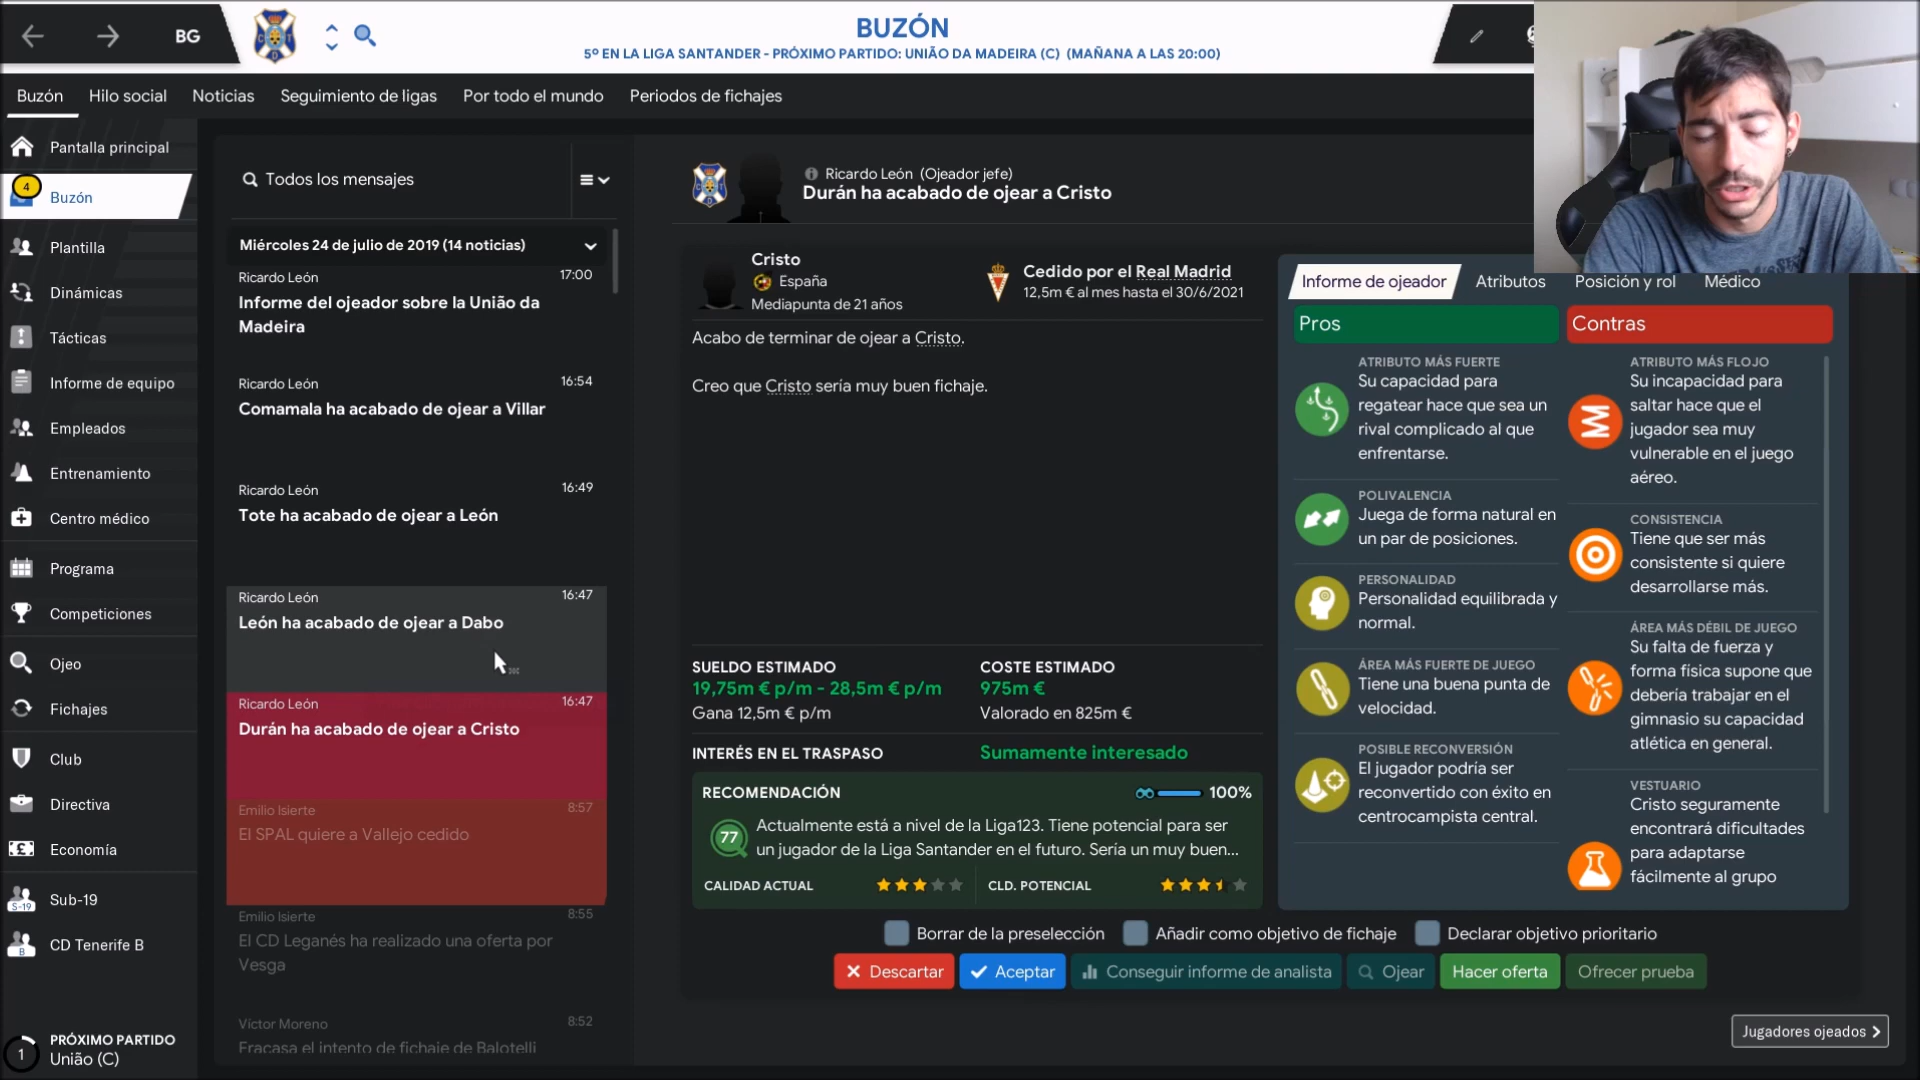 BG
BUZÓN
5º EN LA LIGA SANTANDER - PRÓXIMO PARTIDO: UNIÃO DA MADEIRA (C) (MAÑANA A LAS 20:00)
Buzón
Hilo social
Noticias
Seguimiento de ligas
Por todo el mundo
Periodos de fichajes
Pantalla principal
4
Buzón
Plantilla
Dinámicas
Tácticas
Informe de equipo
Empleados
Entrenamiento
Centro médico
Programa
Competiciones
Ojeo
Fichajes
Club
Directiva
Economía
S-19
Sub-19
B
CD Tenerife B
1
PRÓXIMO PARTIDO
União (C)
Todos los mensajes
Miércoles 24 de julio de 2019 (14 noticias)
Ricardo León
17:00
Informe del ojeador sobre la União da
Madeira
Ricardo León
16:54
Comamala ha acabado de ojear a Villar
Ricardo León
16:49
Tote ha acabado de ojear a León
Ricardo León
16:47
León ha acabado de ojear a Dabo
Ricardo León
16:47
Durán ha acabado de ojear a Cristo
Emilio Isierte
8:57
El SPAL quiere a Vallejo cedido
Emilio Isierte
8:55
El CD Leganés ha realizado una oferta por
Vesga
Víctor Moreno
8:52
Fracasa el intento de fichaje de Balotelli
Ricardo León (Ojeador jefe)
Durán ha acabado de ojear a Cristo
Cristo
España
Mediapunta de 21 años
Cedido por el Real Madrid
12,5m € al mes hasta el 30/6/2021
Acabo de terminar de ojear a Cristo.
Creo que Cristo sería muy buen fichaje.
SUELDO ESTIMADO
19,75m € p/m - 28,5m € p/m
Gana 12,5m € p/m
COSTE ESTIMADO
975m €
Valorado en 825m €
INTERÉS EN EL TRASPASO
Sumamente interesado
RECOMENDACIÓN
100%
77
Actualmente está a nivel de la Liga123. Tiene potencial para ser
un jugador de la Liga Santander en el futuro. Sería un muy buen...
CALIDAD ACTUAL
CLD. POTENCIAL
Informe de ojeador
Atributos
Posición y rol
Médico
Pros
ATRIBUTO MÁS FUERTE
Su capacidad para
regatear hace que sea un
rival complicado al que
enfrentarse.
POLIVALENCIA
Juega de forma natural en
un par de posiciones.
PERSONALIDAD
Personalidad equilibrada y
normal.
ÁREA MÁS FUERTE DE JUEGO
Tiene una buena punta de
velocidad.
POSIBLE RECONVERSIÓN
El jugador podría ser
reconvertido con éxito en
centrocampista central.
Contras
ATRIBUTO MÁS FLOJO
Su incapacidad para
saltar hace que el
jugador sea muy
vulnerable en el juego
aéreo.
CONSISTENCIA
Tiene que ser más
consistente si quiere
desarrollarse más.
ÁREA MÁS DÉBIL DE JUEGO
Su falta de fuerza y
forma física supone que
debería trabajar en el
gimnasio su capacidad
atlética en general.
VESTUARIO
Cristo seguramente
encontrará dificultades
para adaptarse
fácilmente al grupo
Borrar de la preselección
Añadir como objetivo de fichaje
Declarar objetivo prioritario
Descartar
Aceptar
Conseguir informe de analista
Ojear
Hacer oferta
Ofrecer prueba
Jugadores ojeados